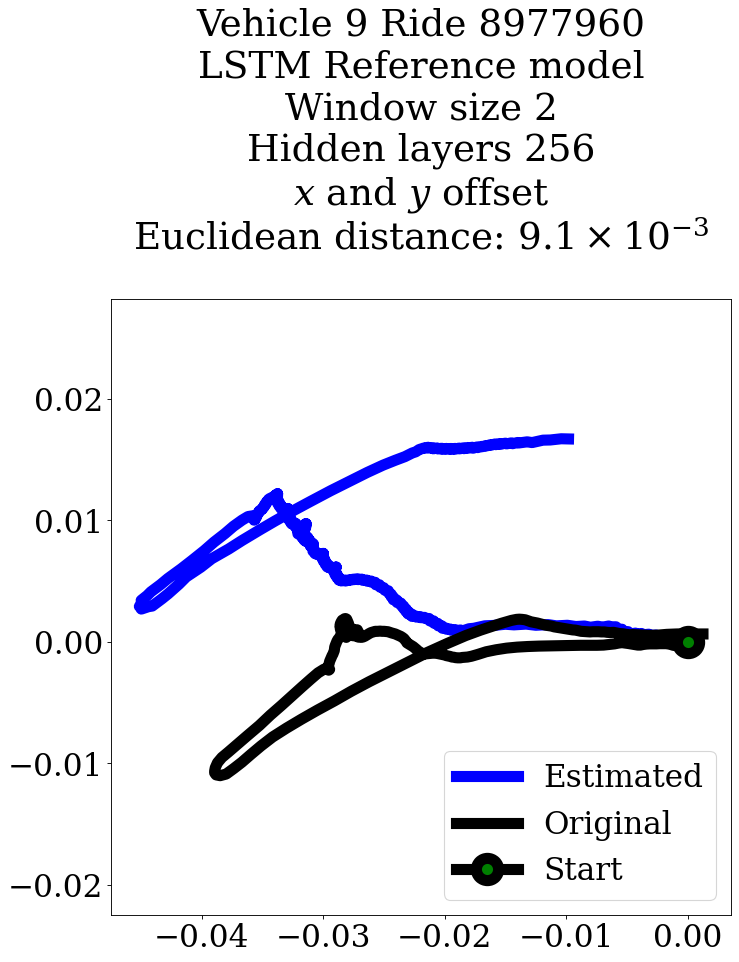 Vehicle 9 Ride 8977960
LSTM Reference model
Window size 2
Hidden layers 256
x and y offset
Euclidean distance: 9.1 × 10⁻³
0.02
0.01
0.00
−0.01
−0.02
Estimated
Original
Start
−0.04 −0.03 −0.02 −0.01 0.00